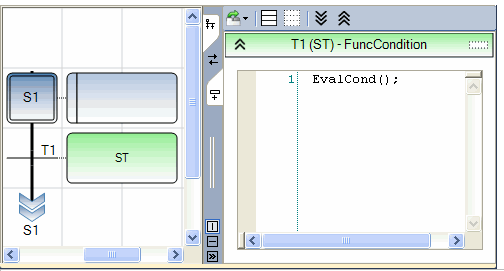 T1 (ST) - FuncCondition
S1
T1
ST
S1
1 EvalCond();